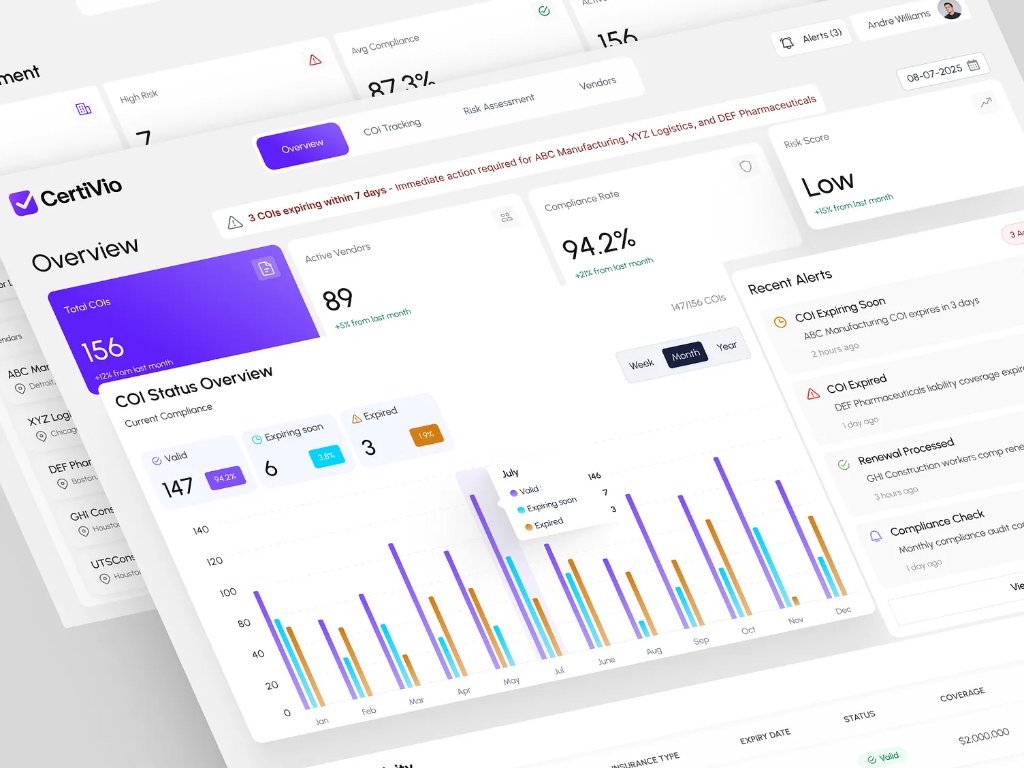 High Risk
7
Avg Compliance
87.3%
156
Alerts (3)
Andre Williams
Overview
COI Tracking
Risk Assessment
Vendors
08-07-2025
CertiVio
3 COIs expiring within 7 days - Immediate action required for ABC Manufacturing, XYZ Logistics, and DEF Pharmaceuticals
Overview
Total COIs
156
+12% from last month
Active Vendors
89
+5% from last month
Compliance Rate
94.2%
+21% from last month
Risk Score
Low
+15% from last month
COI Status Overview
Current Compliance
147/156 COIs
Week
Month
Year
Valid
147
94.2%
Expiring soon
6
3.8%
Expired
3
1.9%
July
Valid :
146
Expiring soon
7
Expired
3
140
120
100
80
60
40
20
0
Jan
Feb
Mar
Apr
May
Jul
June
Aug
Sep
Oct
Nov
Dec
Recent Alerts
COI Expiring Soon
ABC Manufacturing COI expires in 3 days
2 hours ago
COI Expired
DEF Pharmaceuticals liability coverage
1 day ago
Renewal Processed
GHI Construction workers comp
3 hours ago
Compliance Check
Monthly compliance audit
1 day ago
ABC
Detroit,
XYZ
DEF
Boston,
GHI
INSURANCE TYPE
EXPIRY DATE
STATUS
COVERAGE
Valid
$2,000,000